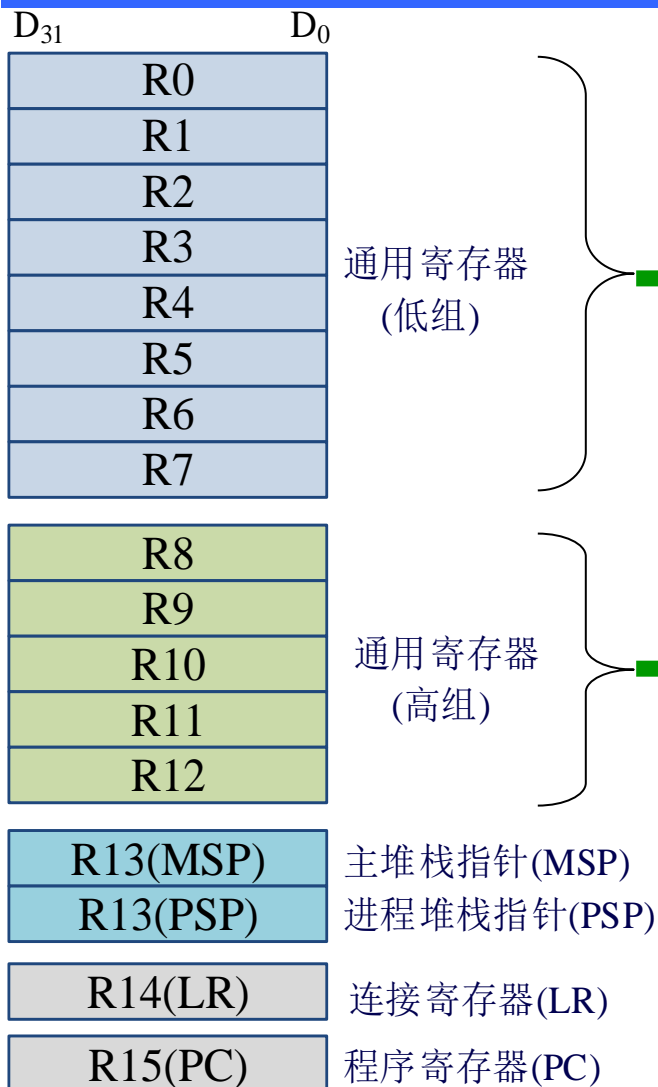 D31 D0
R0
R1
R2
R3
R4
R5
R6
R7
通用寄存器
(低组)
R8
R9
R10
R11
R12
通用寄存器
(高组)
R13(MSP) 主堆栈指针(MSP)
R13(PSP) 进程堆栈指针(PSP)
R14(LR) 连接寄存器(LR)
R15(PC) 程序寄存器(PC)